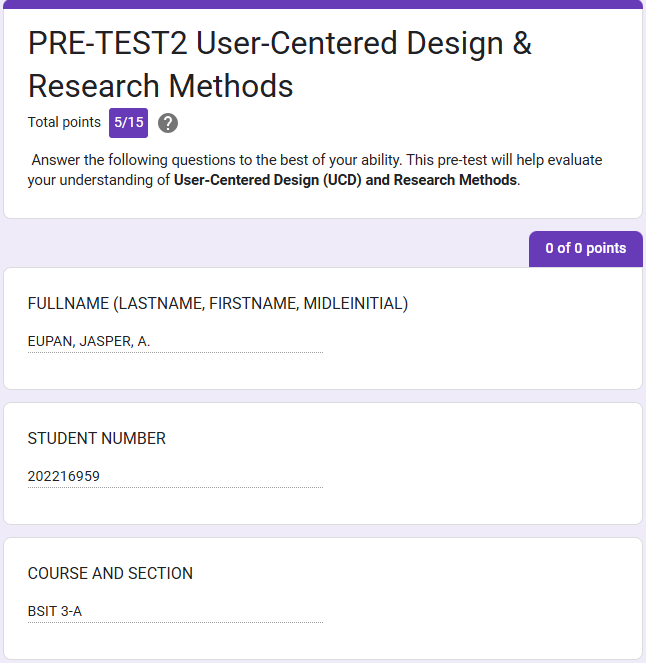 PRE-TEST2 User-Centered Design &
Research Methods
Total points 5/15 ?
Answer the following questions to the best of your ability. This pre-test will help evaluate
your understanding of User-Centered Design (UCD) and Research Methods.
0 of 0 points
FULLNAME (LASTNAME, FIRSTNAME, MIDLEINITIAL)
EUPAN, JASPER, A.
STUDENT NUMBER
202216959
COURSE AND SECTION
BSIT 3-A